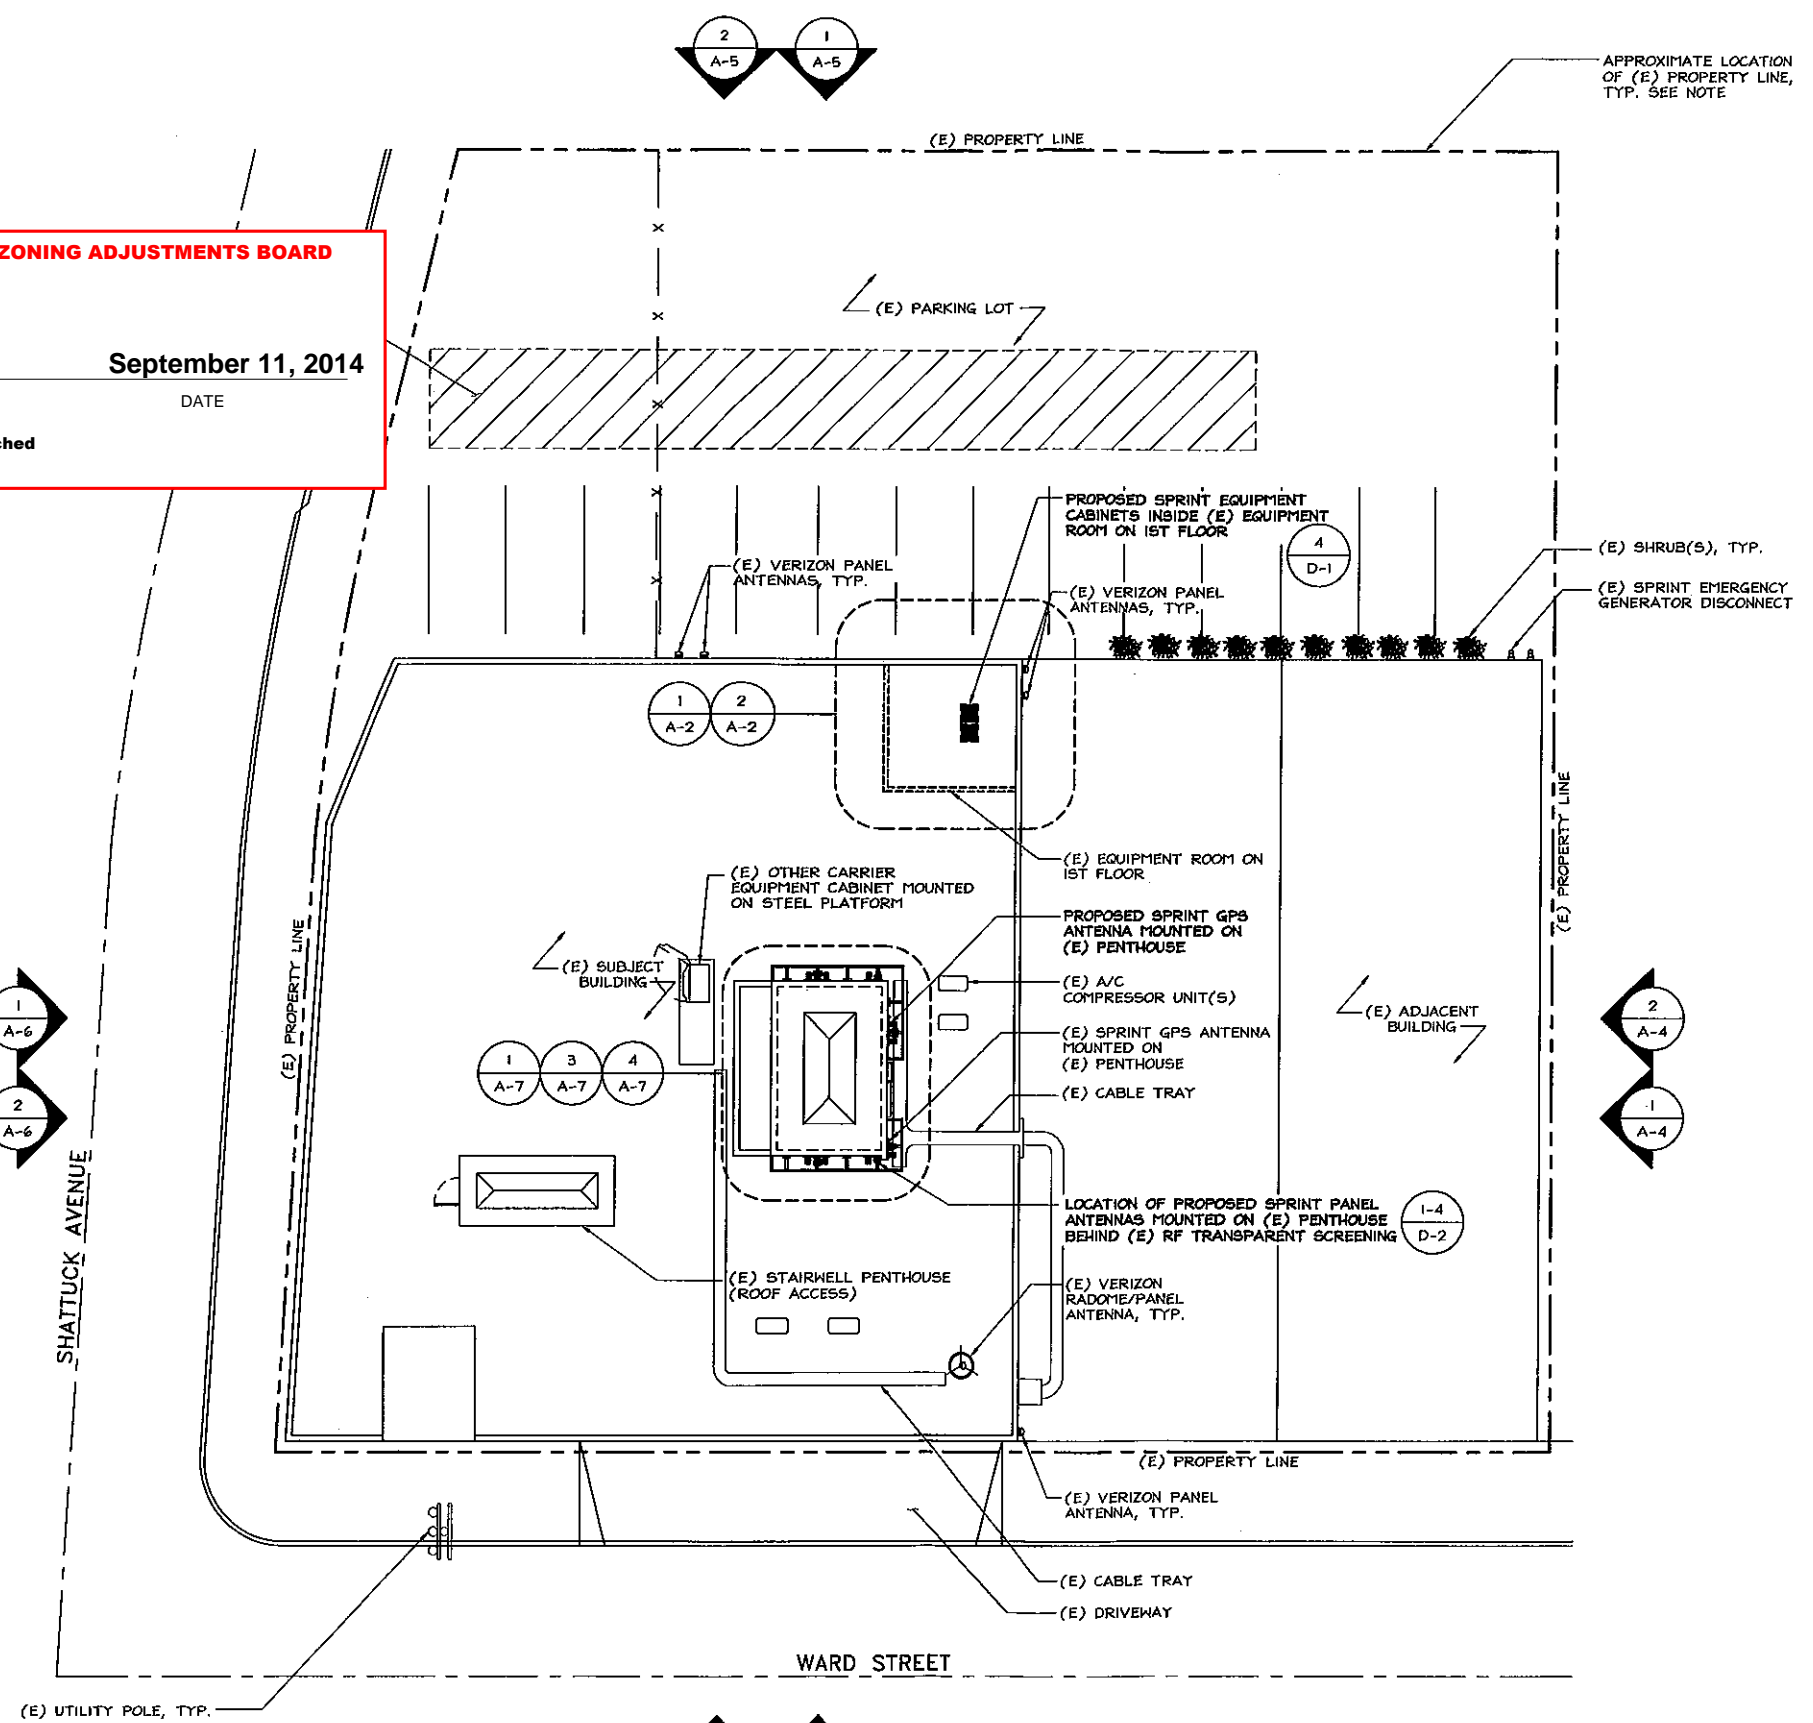 2
A-5
1
A-5
APPROXIMATE LOCATION
OF (E) PROPERTY LINE,
TYP. SEE NOTE
(E) PROPERTY LINE
ZONING ADJUSTMENTS BOARD
September 11, 2014
DATE
ched
(E) PARKING LOT
PROPOSED SPRINT EQUIPMENT
CABINETS INSIDE (E) EQUIPMENT
ROOM ON 1ST FLOOR
4
D-1
(E) SHRUB(S), TYP.
(E) SPRINT EMERGENCY
GENERATOR DISCONNECT
(E) VERIZON PANEL
ANTENNAS, TYP.
(E) VERIZON PANEL
ANTENNAS, TYP.
1
A-2
2
A-2
(E) PROPERTY LINE
(E) EQUIPMENT ROOM ON
1ST FLOOR
(E) OTHER CARRIER
EQUIPMENT CABINET MOUNTED
ON STEEL PLATFORM
PROPOSED SPRINT GPS
ANTENNA MOUNTED ON
(E) PENTHOUSE
(E) PROPERTY LINE
(E) SUBJECT
BUILDING
(E) A/C
COMPRESSOR UNIT(S)
(E) ADJACENT
BUILDING
1
A-6
2
A-4
(E) SPRINT GPS ANTENNA
MOUNTED ON
(E) PENTHOUSE
1
A-7
3
A-7
4
A-7
(E) CABLE TRAY
2
A-6
1
A-4
SHATTUCK AVENUE
LOCATION OF PROPOSED SPRINT PANEL
ANTENNAS MOUNTED ON (E) PENTHOUSE
BEHIND (E) RF TRANSPARENT SCREENING
1-4
D-2
(E) STAIRWELL PENTHOUSE
(ROOF ACCESS)
(E) VERIZON
RADOME/PANEL
ANTENNA, TYP.
(E) PROPERTY LINE
(E) VERIZON PANEL
ANTENNA, TYP.
(E) CABLE TRAY
(E) DRIVEWAY
WARD STREET
(E) UTILITY POLE, TYP.